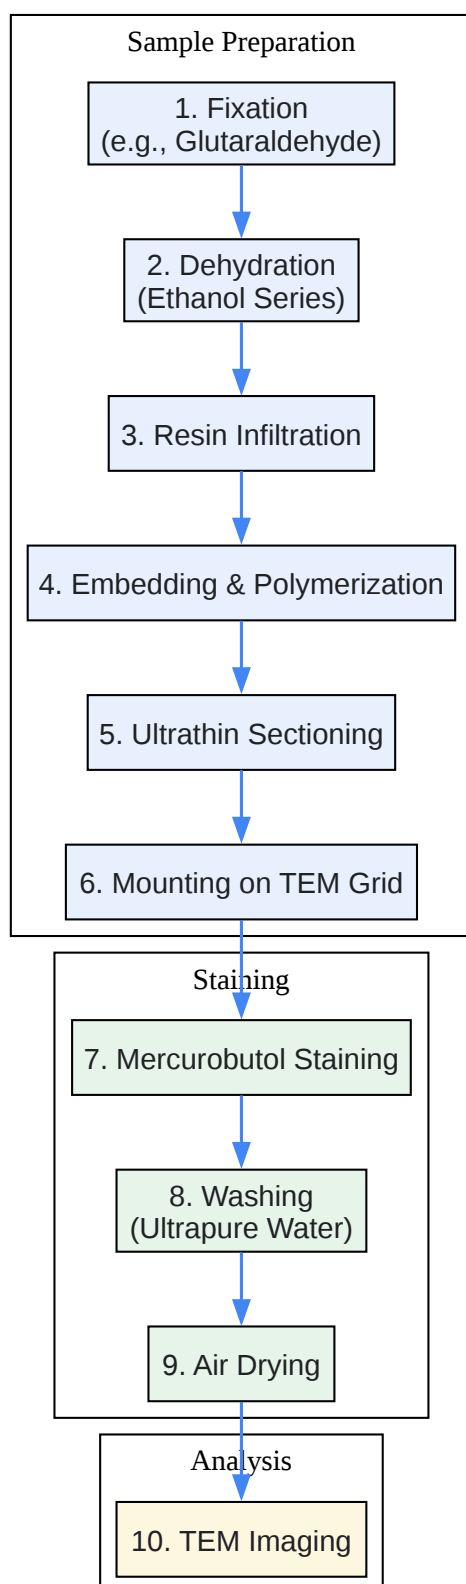 Sample Preparation
1. Fixation
(e.g., Glutaraldehyde)
2. Dehydration
(Ethanol Series)
3. Resin Infiltration
4. Embedding & Polymerization
5. Ultrathin Sectioning
6. Mounting on TEM Grid
Staining
7. Mercurobutol Staining
8. Washing
(Ultrapure Water)
9. Air Drying
Analysis
10. TEM Imaging